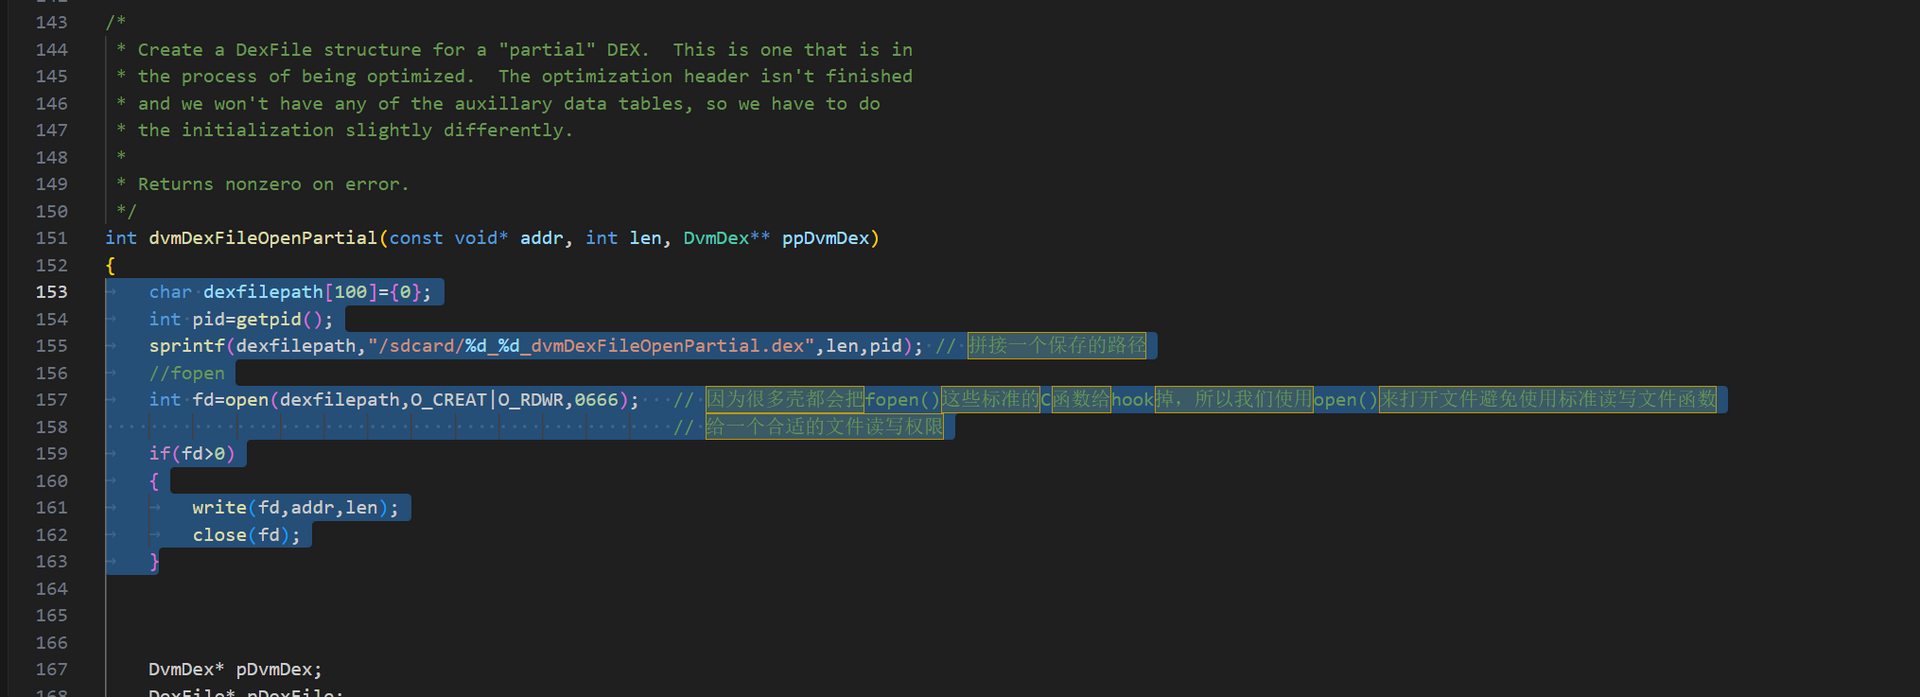 143 /*
144 * Create a DexFile structure for a "partial" DEX.  This is one that is in
145 * the process of being optimized.  The optimization header isn't finished
146 * and we won't have any of the auxillary data tables, so we have to do
147 * the initialization slightly differently.
148 *
149 * Returns nonzero on error.
150 */
151 int dvmDexFileOpenPartial(const void* addr, int len, DvmDex** ppDvmDex)
152 {
153 char dexfilepath[100]={0};
154 int pid=getpid();
155 sprintf(dexfilepath,"/sdcard/%d_%d_dvmDexFileOpenPartial.dex",len,pid); // 拼接一个保存的路径
156 //fopen
157 int fd=open(dexfilepath,O_CREAT|O_RDWR,0666);   // 因为很多壳都会把fopen()这些标准的C函数给hook掉，所以我们使用open()来打开文件避免使用标准读写文件函数
158 // 给一个合适的文件读写权限
159 if(fd>0)
160 {
161 write(fd,addr,len);
162 close(fd);
163 }
164
165
166
167 DvmDex* pDvmDex;
168 DexFile* pDexFile;